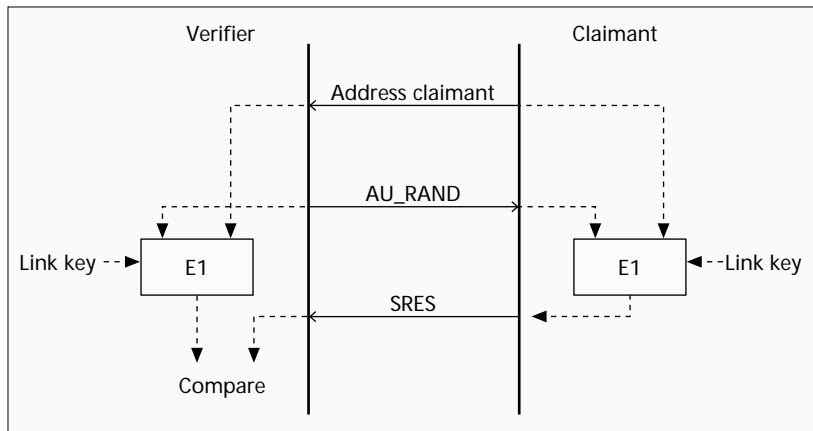 Verifier
Claimant
Address claimant
AU_RAND
Link key
E1
E1
Link key
SRES
Compare